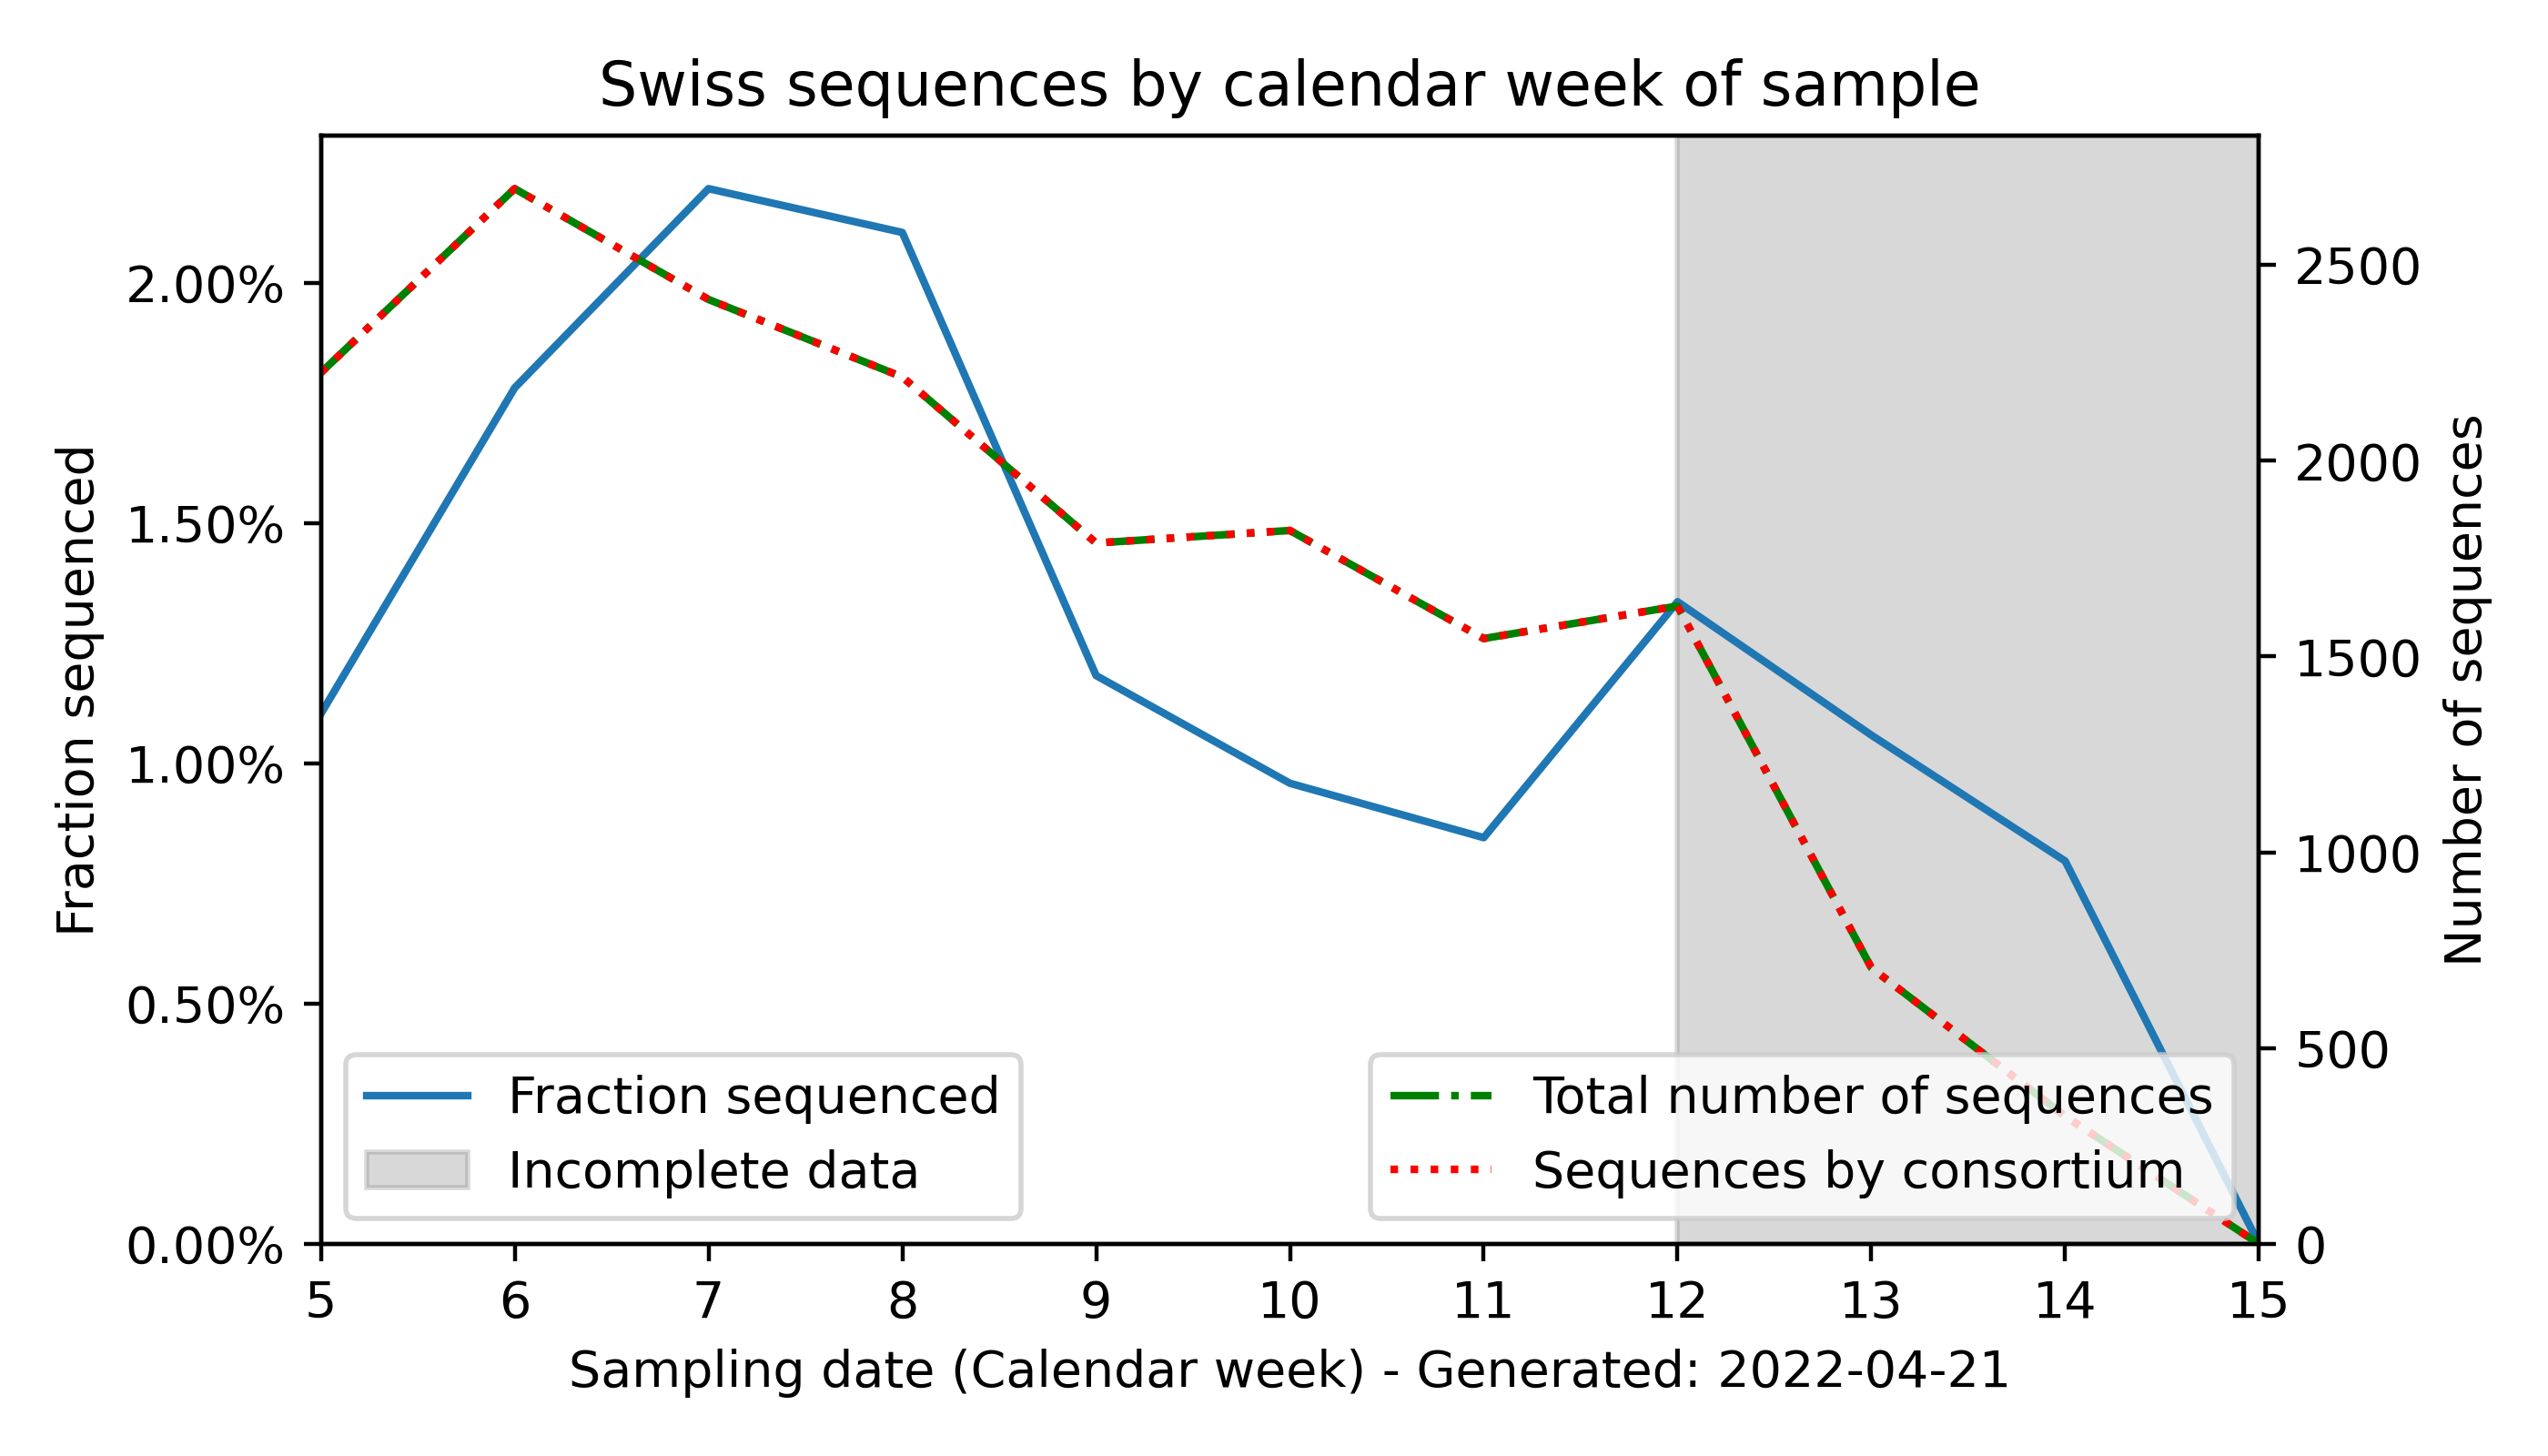 Swiss sequences by calendar week of sample
Fraction sequenced
2.00%
1.50%
1.00%
0.50%
0.00%
2500
2000
1500
1000
500
0
Number of sequences
Fraction sequenced
Incomplete data
Total number of sequences
Sequences by consortium
5 6 7 8 9 10 11 12 13 14 15
Sampling date (Calendar week) - Generated: 2022-04-21